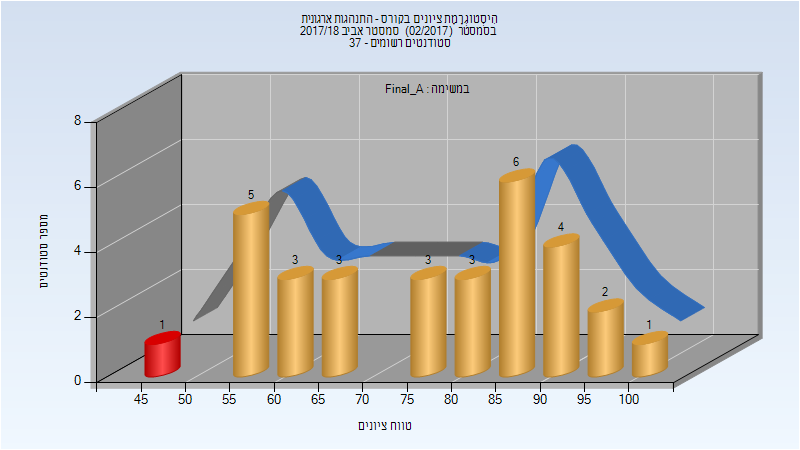 היסטוגרמת ציונים בקורס - התנהגות ארגונית
בסמסטר (02/2017) סמסטר אביב 2017/18
סטודנטים רשומים - 37
במשימה : Final_A
מספר סטודנטים
8
6
4
2
0
1
5
3
3
3
3
6
4
2
1
45 50 55 60 65 70 75 80 85 90 95 100
טווח ציונים